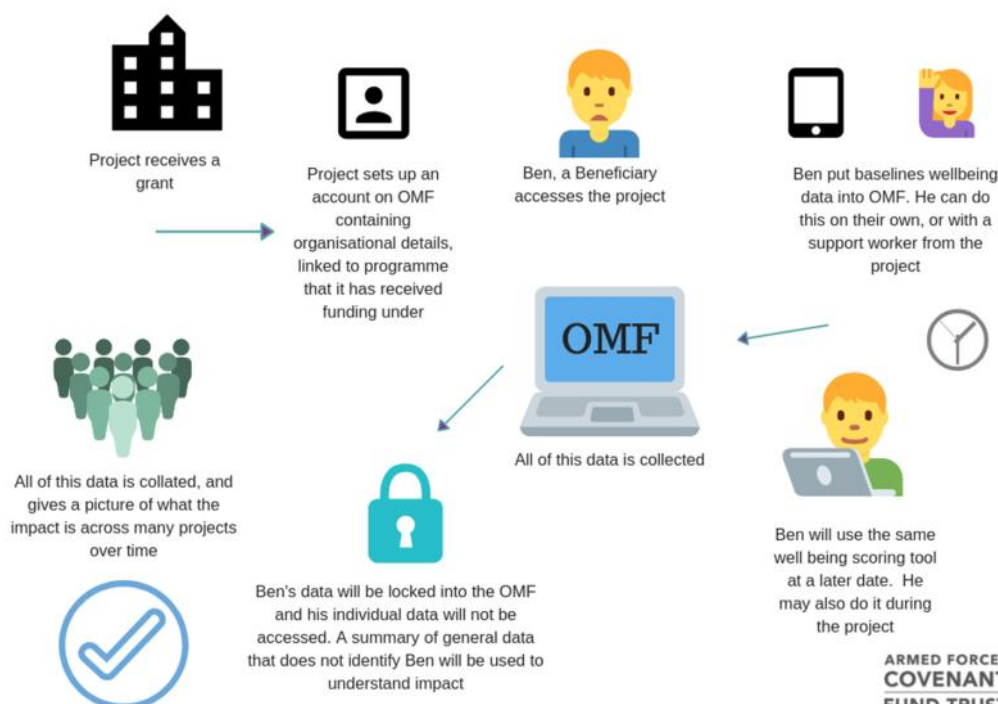 Project receives a
grant
Project sets up an
account on OMF
containing
organisational details,
linked to programme
that it has received
funding under
Ben, a Beneficiary
accesses the project
Ben put baselines wellbeing
data into OMF. He can do
this on their own, or with a
support worker from the
project
OMF
All of this data is collected
Ben will use the same
well being scoring tool
at a later date. He
may also do it during
the project
Ben's data will be locked into the OMF
and his individual data will not be
accessed. A summary of general data
that does not identify Ben will be used to
understand impact
All of this data is collated, and
gives a picture of what the
impact is across many projects
over time
ARMED FORCE
COVENANT
FUND TRUST